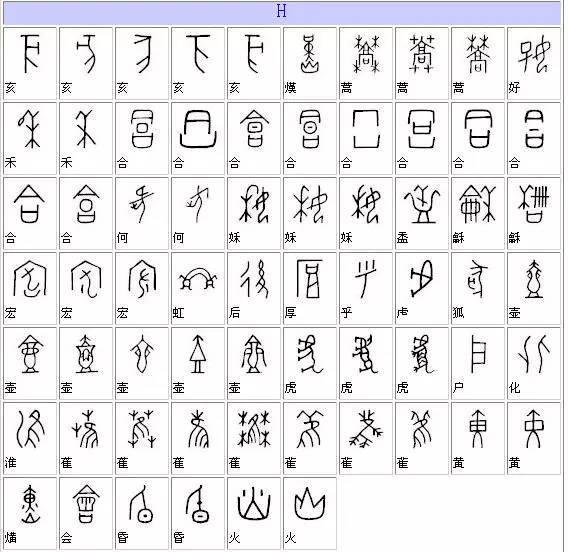 H
亥 亥 亥 亥 亥 熯 蒿 蒿 蒿 好
禾 禾 合 合 合 合 合 合 合 合
合 合 何 何 妺 妺 妺 盉 龢 龢
宏 宏 宏 虹 后 厚 乎 虍 狐 壶
壶 壶 壶 壶 壶 虎 虎 虎 户 化
淮 萑 萑 萑 萑 萑 萑 萑 黄 黄
熿 会 昏 昏 火 火